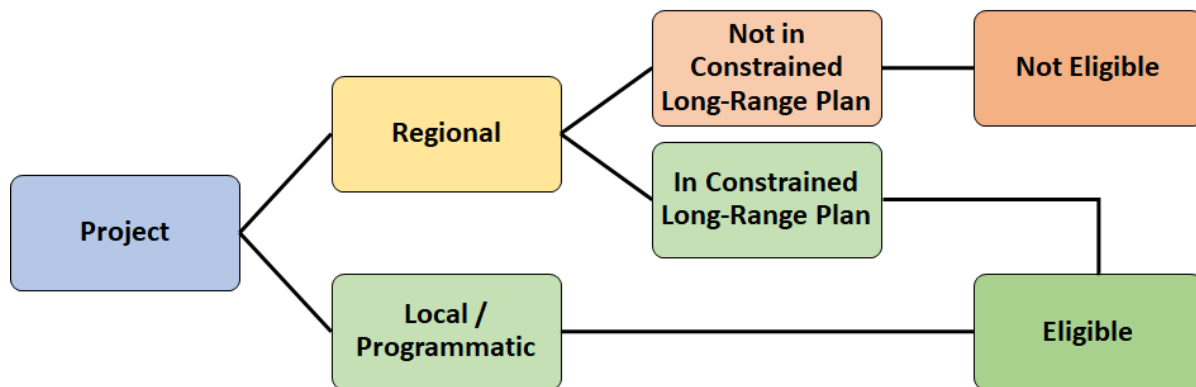 Not in
Constrained
Long-Range Plan
Not Eligible
Regional
In Constrained
Long-Range Plan
Project
Local /
Programmatic
Eligible